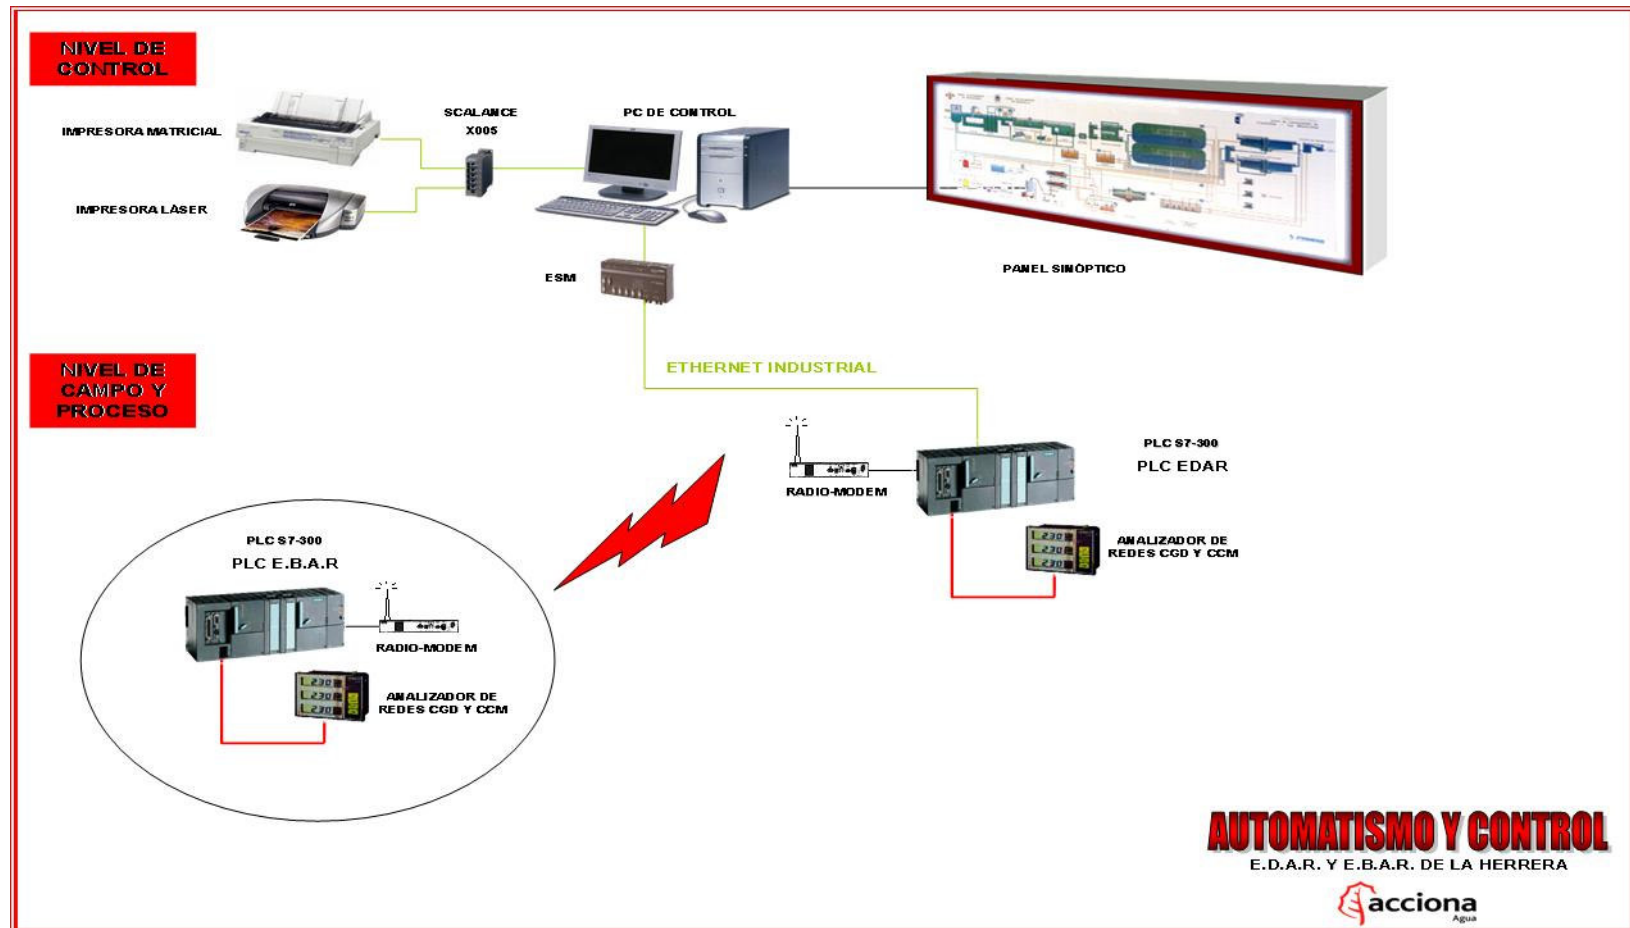 NIVEL DE
CONTROL
IMPRESORA MATRICIAL
SCALANCE
X005
PC DE CONTROL
IMPRESORA LÁSER
ESM
PANEL SINÓPTICO
NIVEL DE
CAMPO Y
PROCESO
ETHERNET INDUSTRIAL
RADIO-MODEM
PLC S7-300
PLC EDAR
ANALIZADOR DE
REDES CGD Y CCM
PLC S7-300
PLC E.B.A.R
RADIO-MODEM
ANALIZADOR DE
REDES CGD Y CCM
AUTOMATISMO Y CONTROL
E.D.A.R. Y E.B.A.R. DE LA HERRERA
acciona
Agua